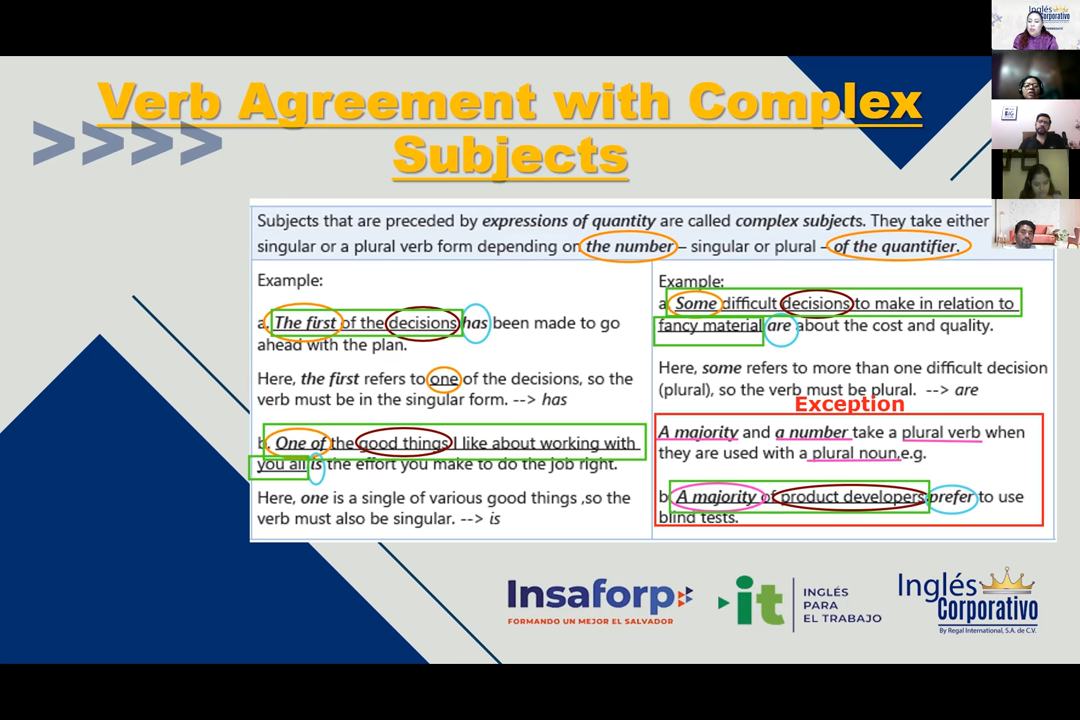 Inglés
Corporativo
Verb Agreement with Complex
Subjects
Subjects that are preceded by expressions of quantity are called complex subjects. They take either
singular or a plural verb form depending on the number – singular or plural – of the quantifier.
Example:
a. The first of the decisions has been made to go
ahead with the plan.
Here, the first refers to one of the decisions, so the
verb must be in the singular form. --> has
b. One of the good things I like about working with
you all is the effort you make to do the job right.
Here, one is a single of various good things ,so the
verb must also be singular. --> is
Example:
a. Some difficult decisions to make in relation to
fancy material are about the cost and quality.
Here, some refers to more than one difficult decision
(plural), so the verb must be plural. --> are
Exception
A majority and a number take a plural verb when
they are used with a plural noun,e.g.
b. A majority of product developers prefer to use
blind tests.
Insaforp
FORMANDO UN MEJOR EL SALVADOR
it
INGLÉS
PARA
EL TRABAJO
Inglés
Corporativo
By Regal International, S.A. de C.V.